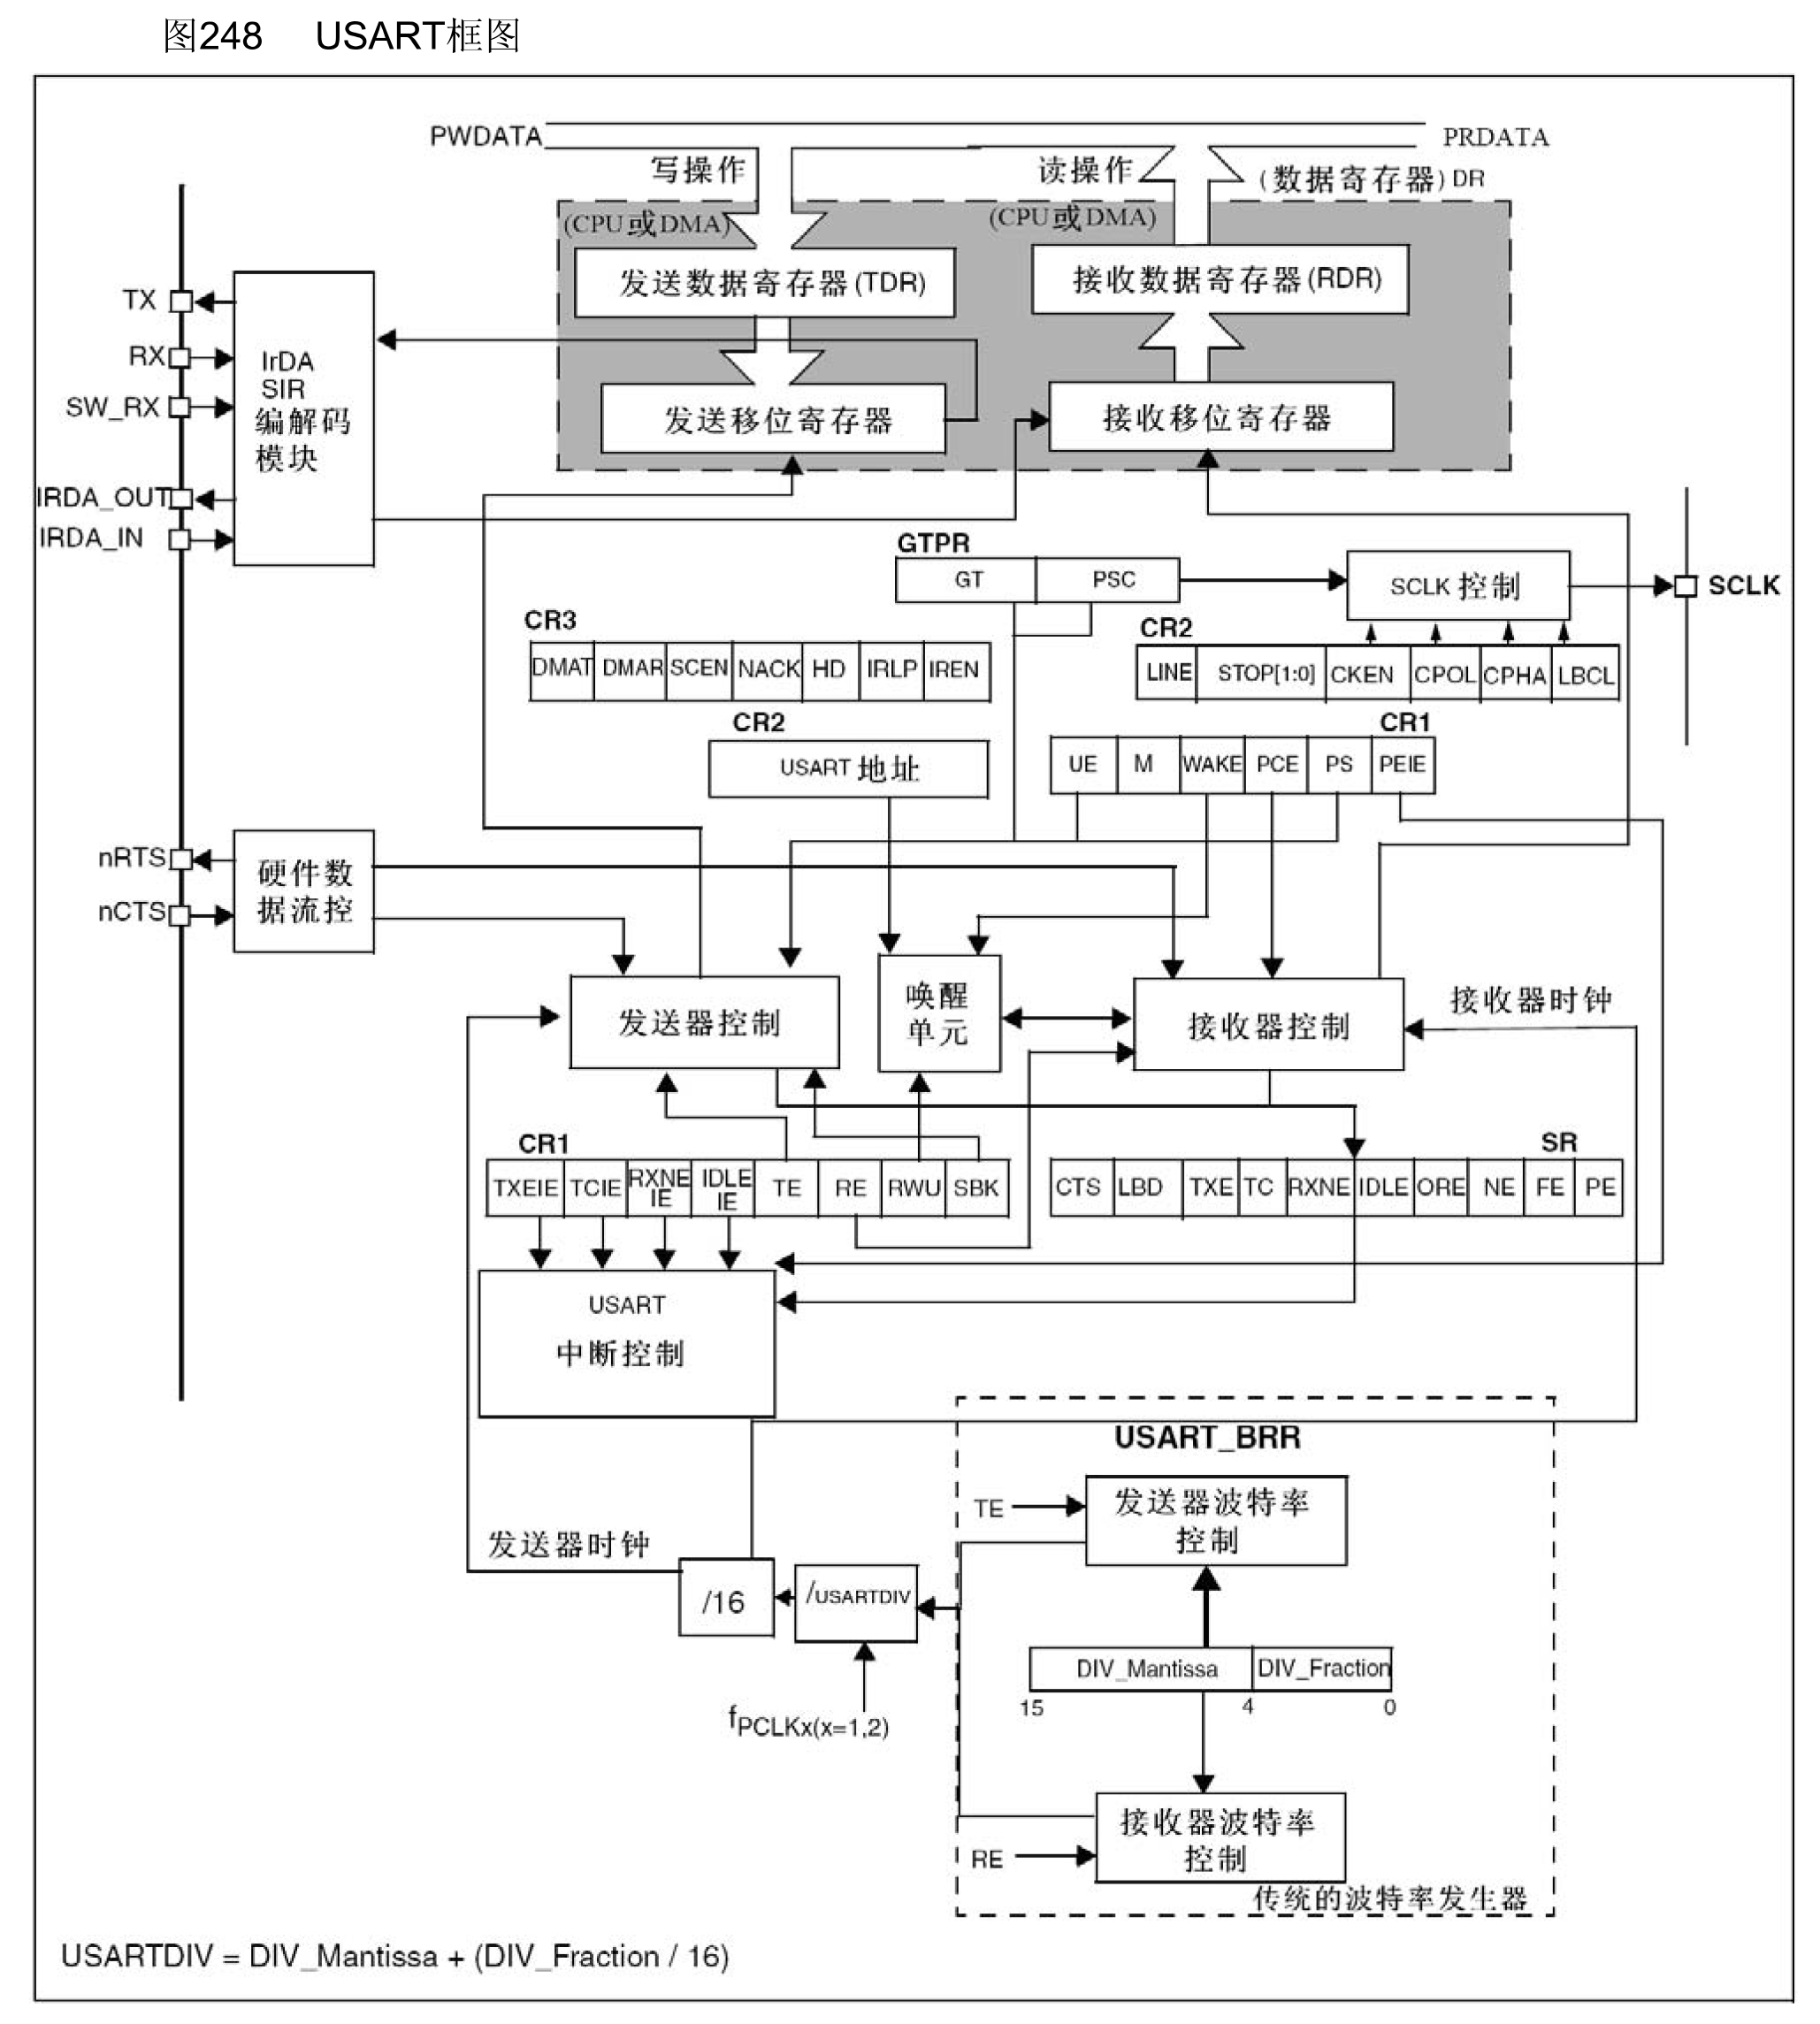 图248 USART框图
PWDATA
PRDATA
写操作
读操作
(数据寄存器) DR
(CPU或DMA)
(CPU或DMA)
发送数据寄存器(TDR)
接收数据寄存器(RDR)
TX
RX
SW_RX
IRDA_OUT
IRDA_IN
IrDA
SIR
编解码
模块
发送移位寄存器
接收移位寄存器
GTPR
GT PSC
SCLK 控制
SCLK
CR3
DMAT DMAR SCEN NACK HD IRLP IREN
CR2
LINE STOP[1:0] CKEN CPOL CPHA LBCL
CR2
USART 地址
CR1
UE M WAKE PCE PS PEIE
nRTS
nCTS
硬件数
据流控
发送器控制
唤醒
单元
接收器控制
接收器时钟
CR1
TXEIE TCIE RXNE
IE IDLE
IE TE RE RWU SBK
SR
CTS LBD TXE TC RXNE IDLE ORE NE FE PE
USART
中断控制
USART_BRR
TE
发送器波特率
控制
发送器时钟
/16
/USARTDIV
fPCLKx(x=1,2)
DIV_Mantissa DIV_Fraction
15 4 0
RE
接收器波特率
控制
传统的波特率发生器
USARTDIV = DIV_Mantissa + (DIV_Fraction / 16)